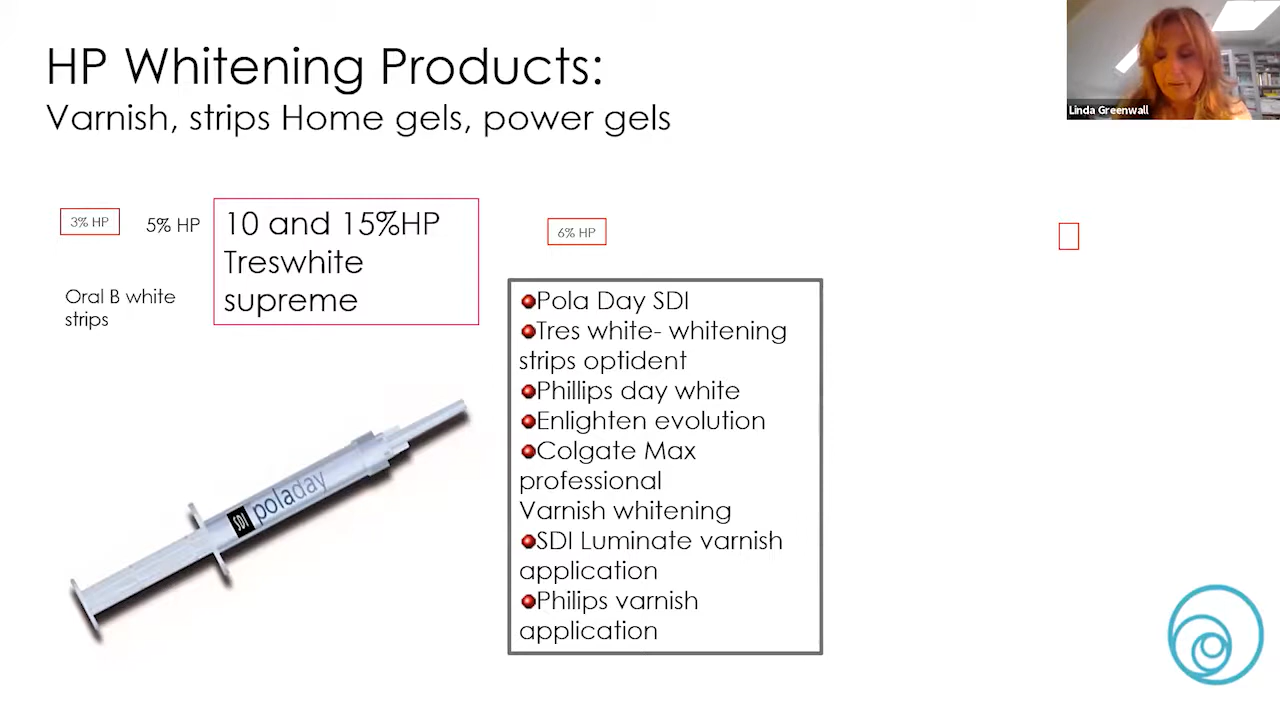 HP Whitening Products:
Varnish, strips Home gels, power gels
Linda Greenwall
3% HP
5% HP
10 and 15%HP
Treswhite
supreme
6% HP
Oral B white
strips
Pola Day SDI
Tres white- whitening
strips optident
Phillips day white
Enlighten evolution
Colgate Max
professional
Varnish whitening
SDI Luminate varnish
application
Philips varnish
application
SDI poladay